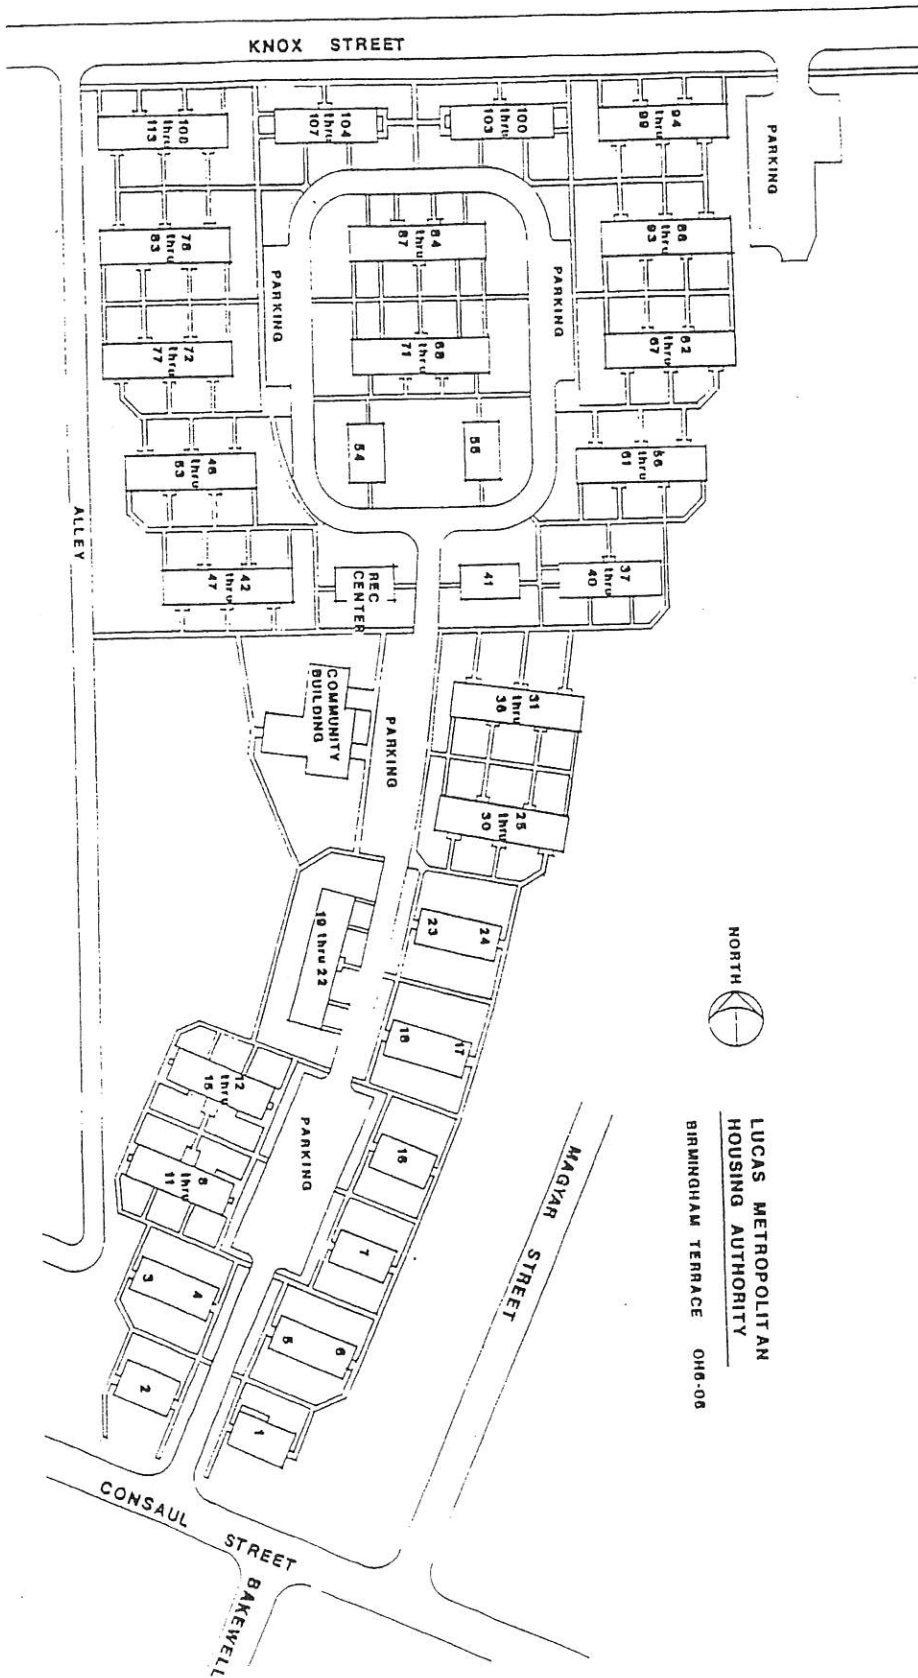 KNOX STREET
100
thru
103
104
thru
107
108
thru
113
94
thru
99
PARKING
78
thru
83
84
thru
87
88
thru
93
PARKING
PARKING
72
thru
77
68
thru
71
62
thru
67
54
55
48
thru
53
56
thru
61
ALLEY
42
thru
47
REC
CENTER
41
37
thru
40
COMMUNITY
BUILDING
PARKING
31
thru
36
25
thru
30
19 thru 22
23
24
18
17
NORTH
LUCAS METROPOLITAN
HOUSING AUTHORITY
BIRMINGHAM TERRACE OH6-06
12
thru
15
PARKING
16
8
thru
11
7
MAGYAR STREET
3
4
5
6
2
1
CONSAUL STREET
BAKEWELL